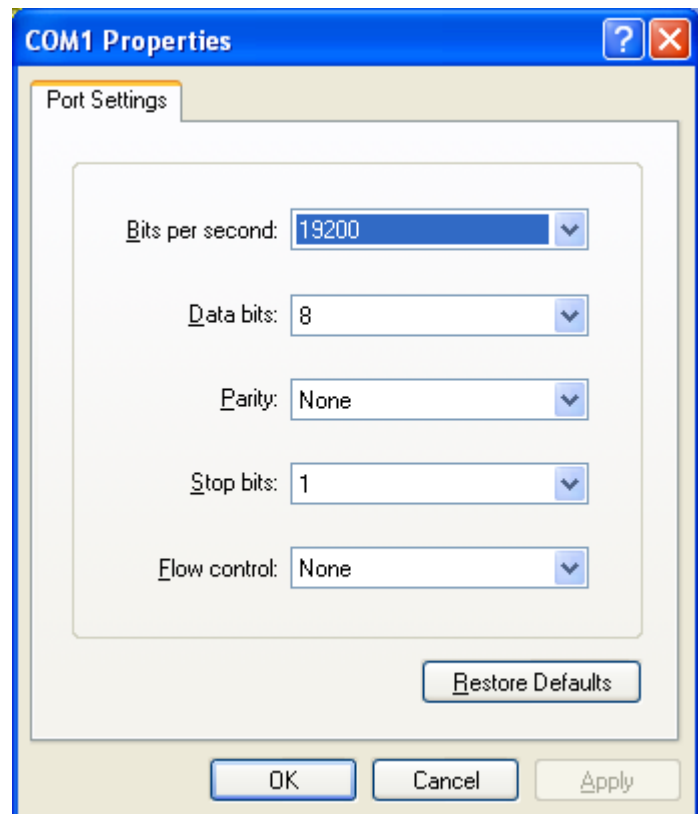 COM1 Properties
Port Settings
Bits per second: 19200
Data bits: 8
Parity: None
Stop bits: 1
Flow control: None
Restore Defaults
OK Cancel Apply